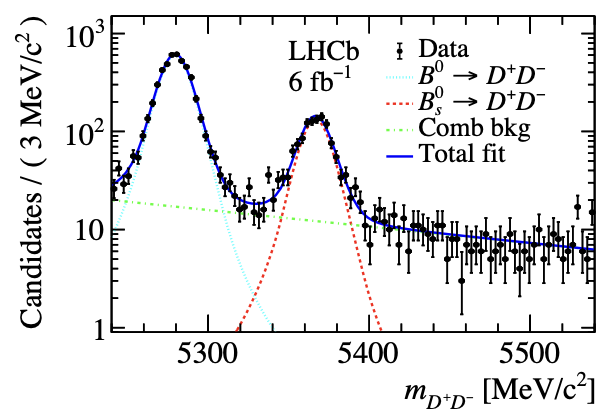 Candidates / ( 3 MeV/c²)
10³
10²
10
1
LHCb
6 fb⁻¹
Data
B⁰ → D⁺D⁻
B⁰ₛ → D⁺D⁻
Comb bkg
Total fit
5300 5400 5500
m_{D⁺D⁻} [MeV/c²]